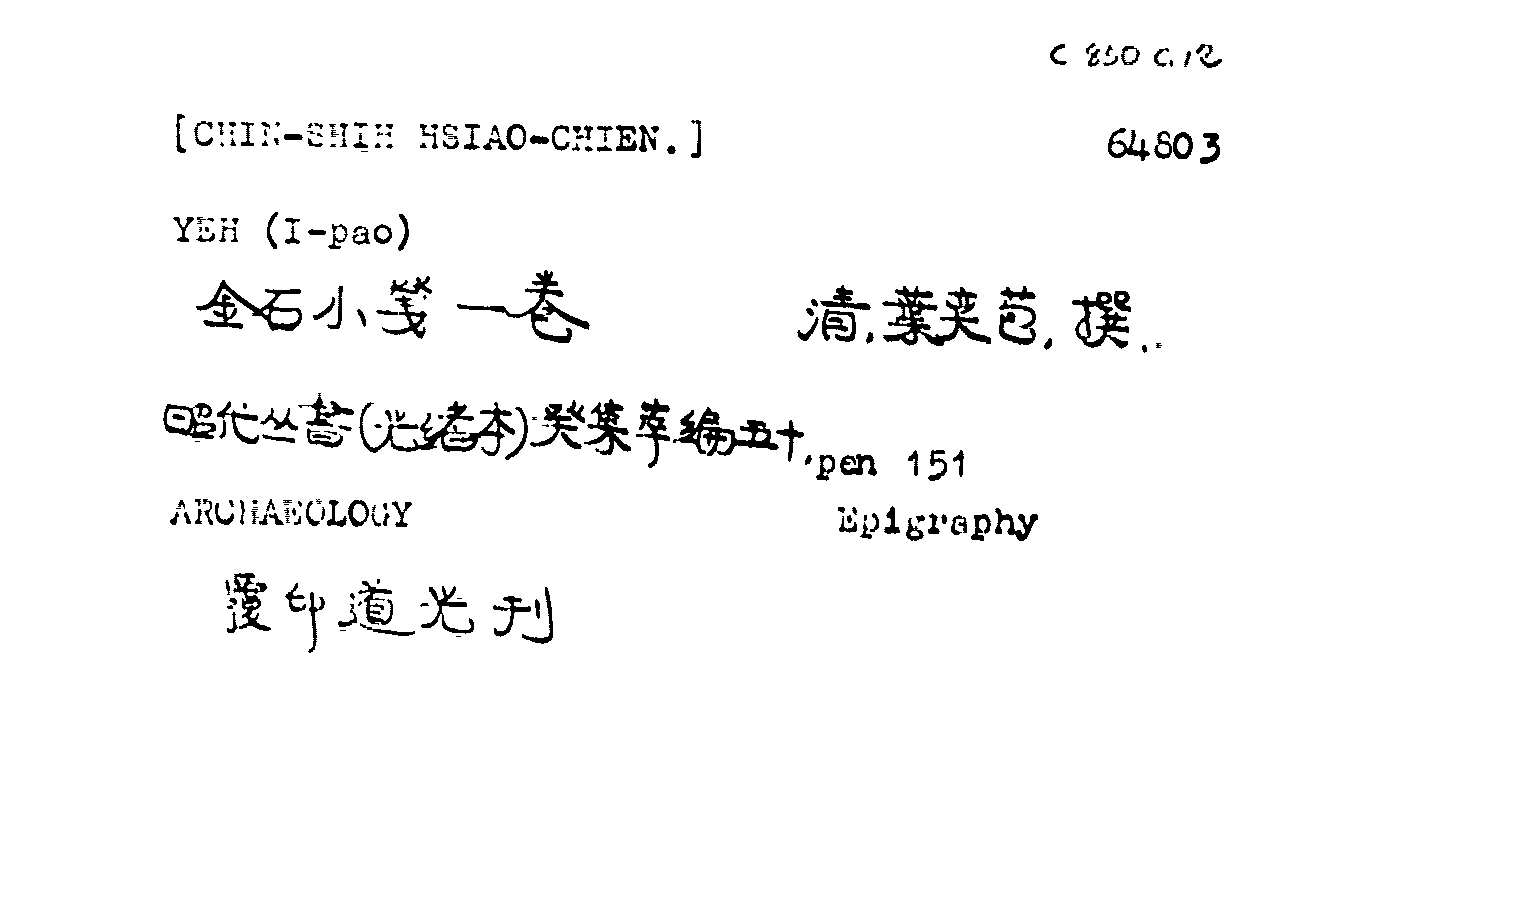 C 850 c.12
[CHIN-SHIH HSIAO-CHIEN.] 64803
YEH (I-pao)
金石小箋一卷 清.葉奕苞.撰.
昭代丛書(光緒本)癸集萃編五十.pen 151
ARCHAEOLOGY Epigraphy
覆印道光刊